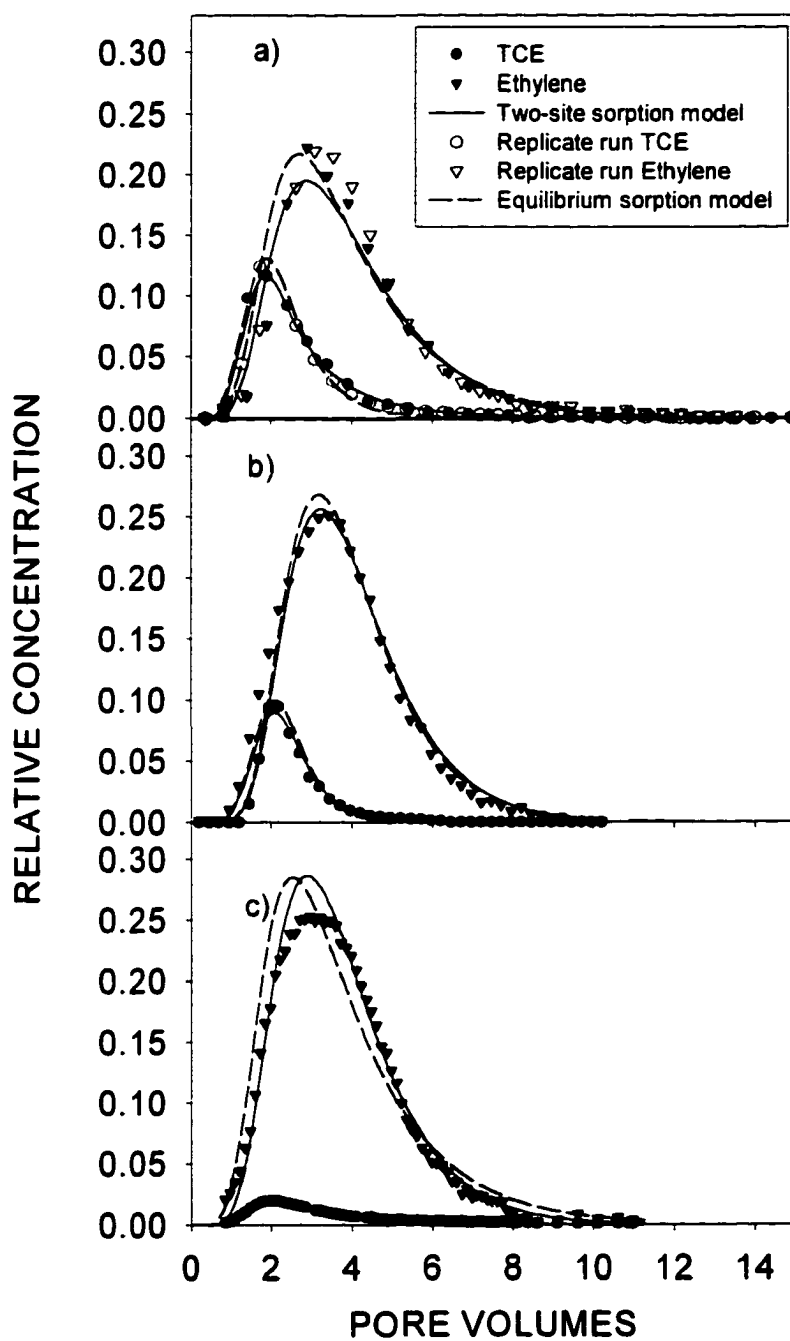 RELATIVE CONCENTRATION
a)
TCE
Ethylene
Two-site sorption model
Replicate run TCE
Replicate run Ethylene
Equilibrium sorption model
0.30
0.25
0.20
0.15
0.10
0.05
0.00
b)
0.30
0.25
0.20
0.15
0.10
0.05
0.00
c)
0.30
0.25
0.20
0.15
0.10
0.05
0.00
0 2 4 6 8 10 12 14
PORE VOLUMES